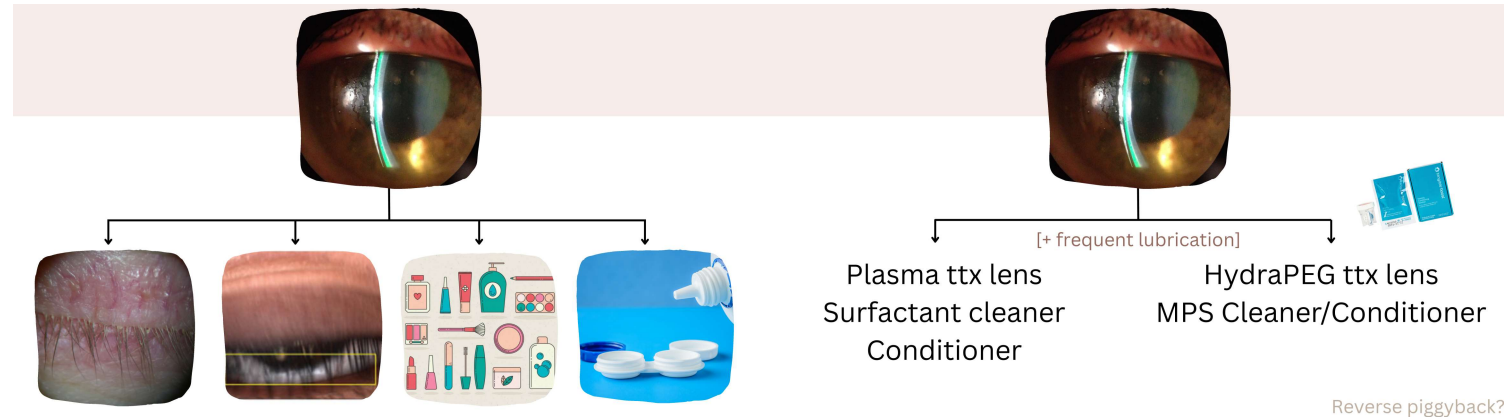 [+ frequent lubrication]
Plasma ttx lens
Surfactant cleaner
Conditioner
HydraPEG ttx lens
MPS Cleaner/Conditioner
Reverse piggyback?